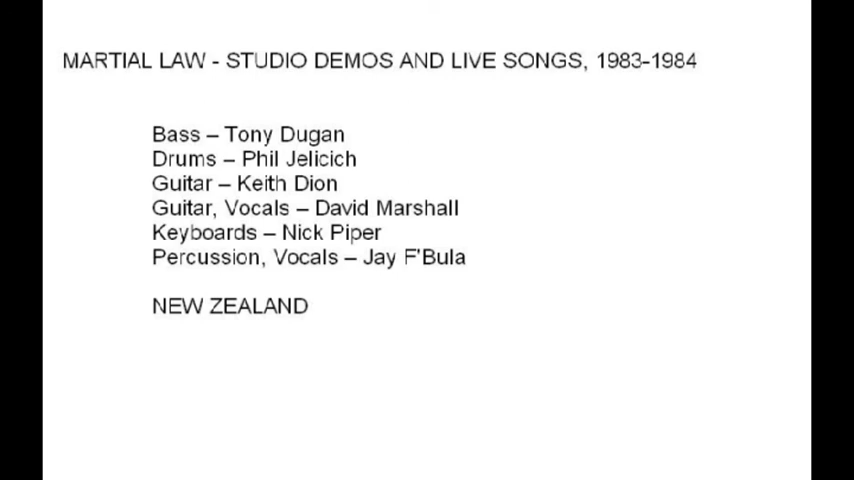 MARTIAL LAW - STUDIO DEMOS AND LIVE SONGS, 1983-1984
Bass – Tony Dugan
Drums – Phil Jelicich
Guitar – Keith Dion
Guitar, Vocals – David Marshall
Keyboards – Nick Piper
Percussion, Vocals – Jay F'Bula
NEW ZEALAND